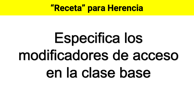 “Receta” para Herencia
Especifica los
modificadores de acceso
en la clase base